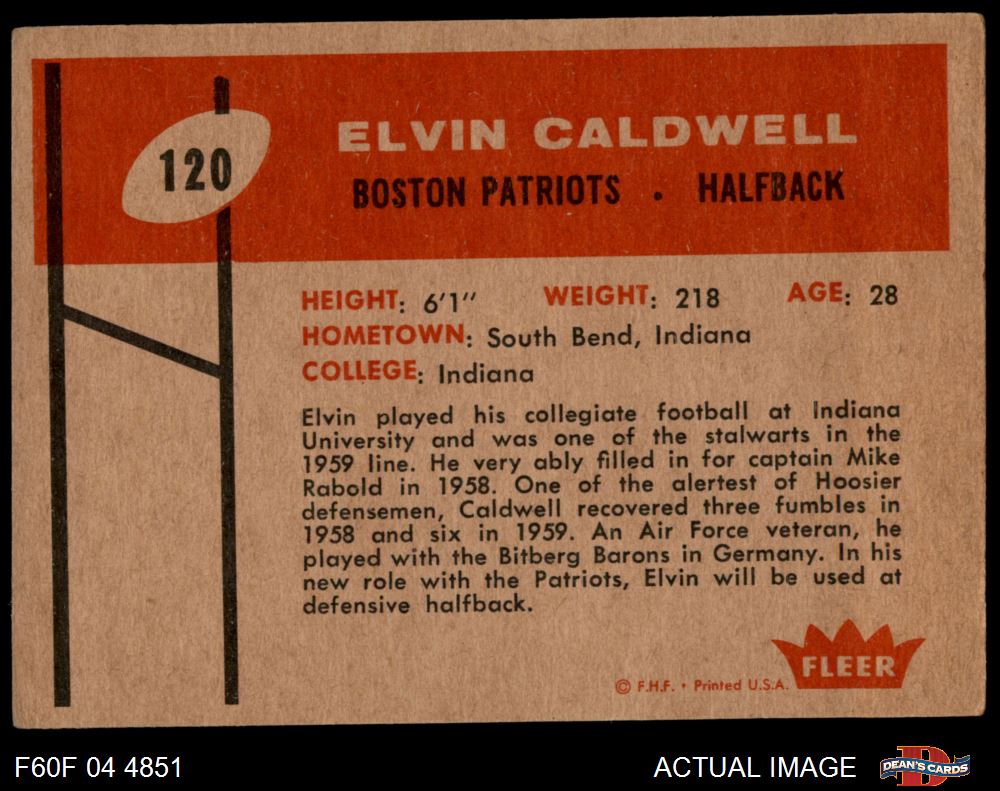 120
ELVIN CALDWELL
BOSTON PATRIOTS • HALFBACK
HEIGHT: 6'1" WEIGHT: 218 AGE: 28
HOMETOWN: South Bend, Indiana
COLLEGE: Indiana
Elvin played his collegiate football at Indiana
University and was one of the stalwarts in the
1959 line. He very ably filled in for captain Mike
Rabold in 1958. One of the alertest of Hoosier
defensemen, Caldwell recovered three fumbles in
1958 and six in 1959. An Air Force veteran, he
played with the Bitberg Barons in Germany. In his
new role with the Patriots, Elvin will be used at
defensive halfback.
FLEER
© F.H.F. • Printed U.S.A.
F60F 04 4851
ACTUAL IMAGE
D
DEAN'S CARDS